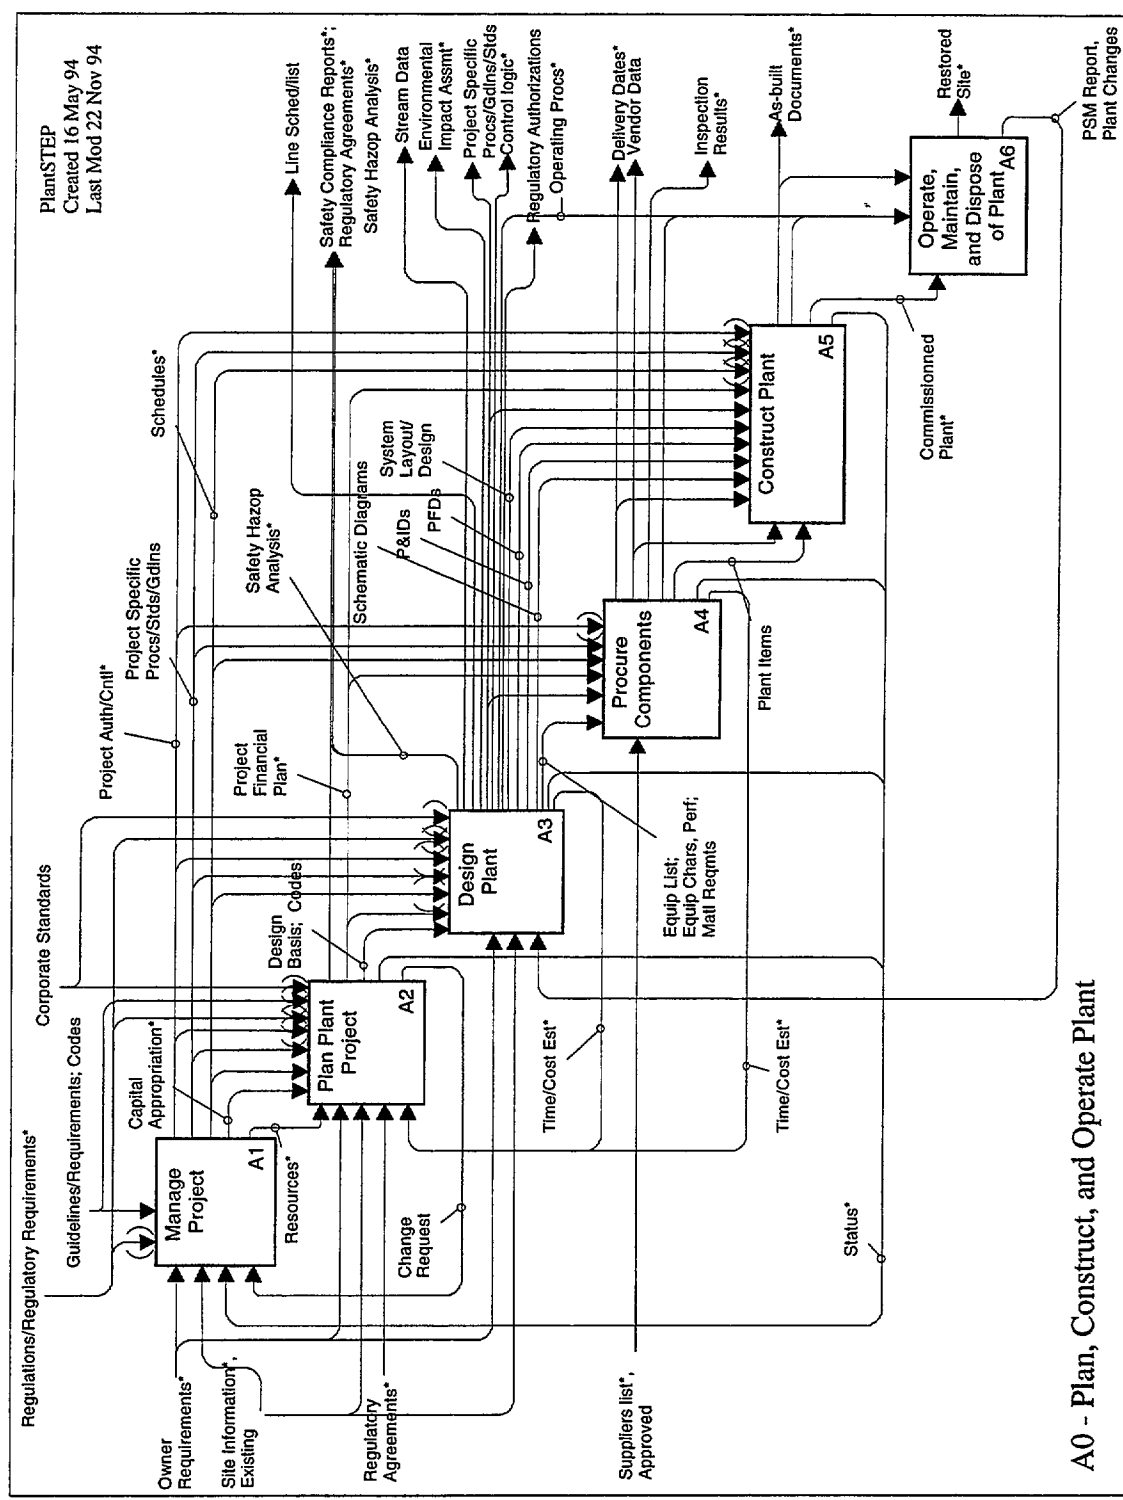 PlantSTEP
Created 16 May 94
Last Mod 22 Nov 94
Regulations/Regulatory Requirements*
Guidelines/Requirements; Codes
Corporate Standards
Project Auth/Cntl*
Project Specific
Procs/Stds/Gdlns
Schedules*
Line Sched/list
Safety Compliance Reports*;
Regulatory Agreements*
Safety Hazop Analysis*
Stream Data
Environmental
Impact Assmt*
Project Specific
Procs/Gdlns/Stds
Control logic*
Regulatory Authorizations
Operating Procs*
Delivery Dates*
Vendor Data
Inspection
Results*
As-built
Documents*
Restored
Site*
PSM Report,
Plant Changes
Capital
Appropriation*
Manage
Project
A1
Resources*
Plan Plant
Project
A2
Design
Basis; Codes
Project
Financial
Plan*
Safety Hazop
Analysis*
Schematic Diagrams
P&IDs
PFDs
System
Layout/
Design
Design
Plant
A3
Procure
Components
A4
Construct Plant
A5
Operate,
Maintain,
and Dispose
of Plant
A6
Commissionned
Plant*
Plant Items
Equip List;
Equip Chars, Perf;
Matl Reqmts
Time/Cost Est*
Time/Cost Est*
Change
Request
Status*
Owner
Requirements*
Site Information*,
Existing
Regulatory
Agreements*
Suppliers list*,
Approved
A0 - Plan, Construct, and Operate Plant